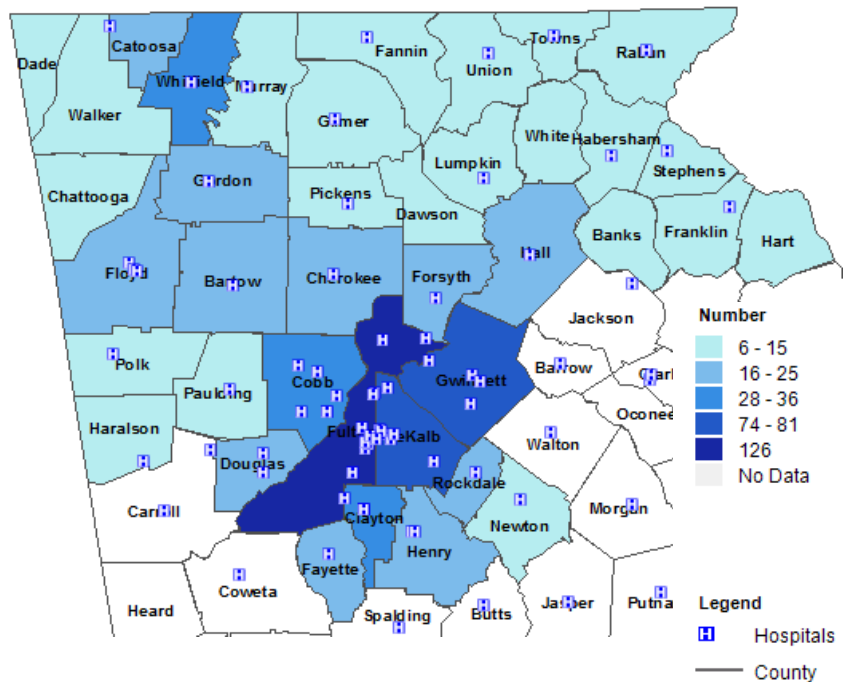 Dade
Catoosa
Whitfield
Murray
Fannin
Union
Towns
Rabun
Walker
Gilmer
White
Habersham
Lumpkin
Stephens
Chattooga
Gordon
Pickens
Dawson
Banks
Franklin
Hart
Floyd
Bartow
Cherokee
Forsyth
Hall
Jackson
Polk
Cobb
Gwinnett
Barrow
Paulding
Oconee
Haralson
DeKalb
Walton
Douglas
Rockdale
Carroll
Clayton
Newton
Morgan
Henry
Fayette
Coweta
Heard
Spalding
Butts
Jasper
Putna
Number
6 - 15
16 - 25
28 - 36
74 - 81
126
No Data
Legend
H Hospitals
County